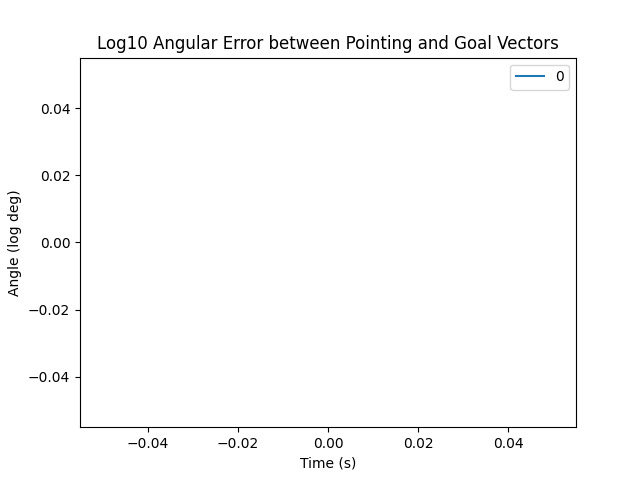 Log10 Angular Error between Pointing and Goal Vectors
0
0.04
0.02
0.00
−0.02
−0.04
Angle (log deg)
−0.04 −0.02 0.00 0.02 0.04
Time (s)